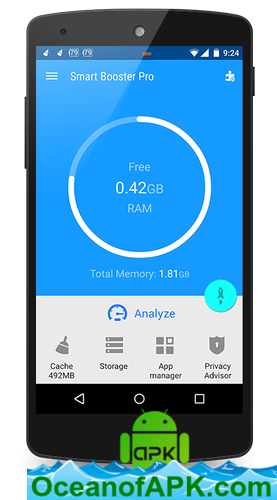 79 79 9:24
Smart Booster Pro
Free
0.42GB
RAM
Total Memory: 1.81GB
Analyze
Cache
492MB
Storage
App
manager
Privacy
Advisor
APK
OceanofAPK.com